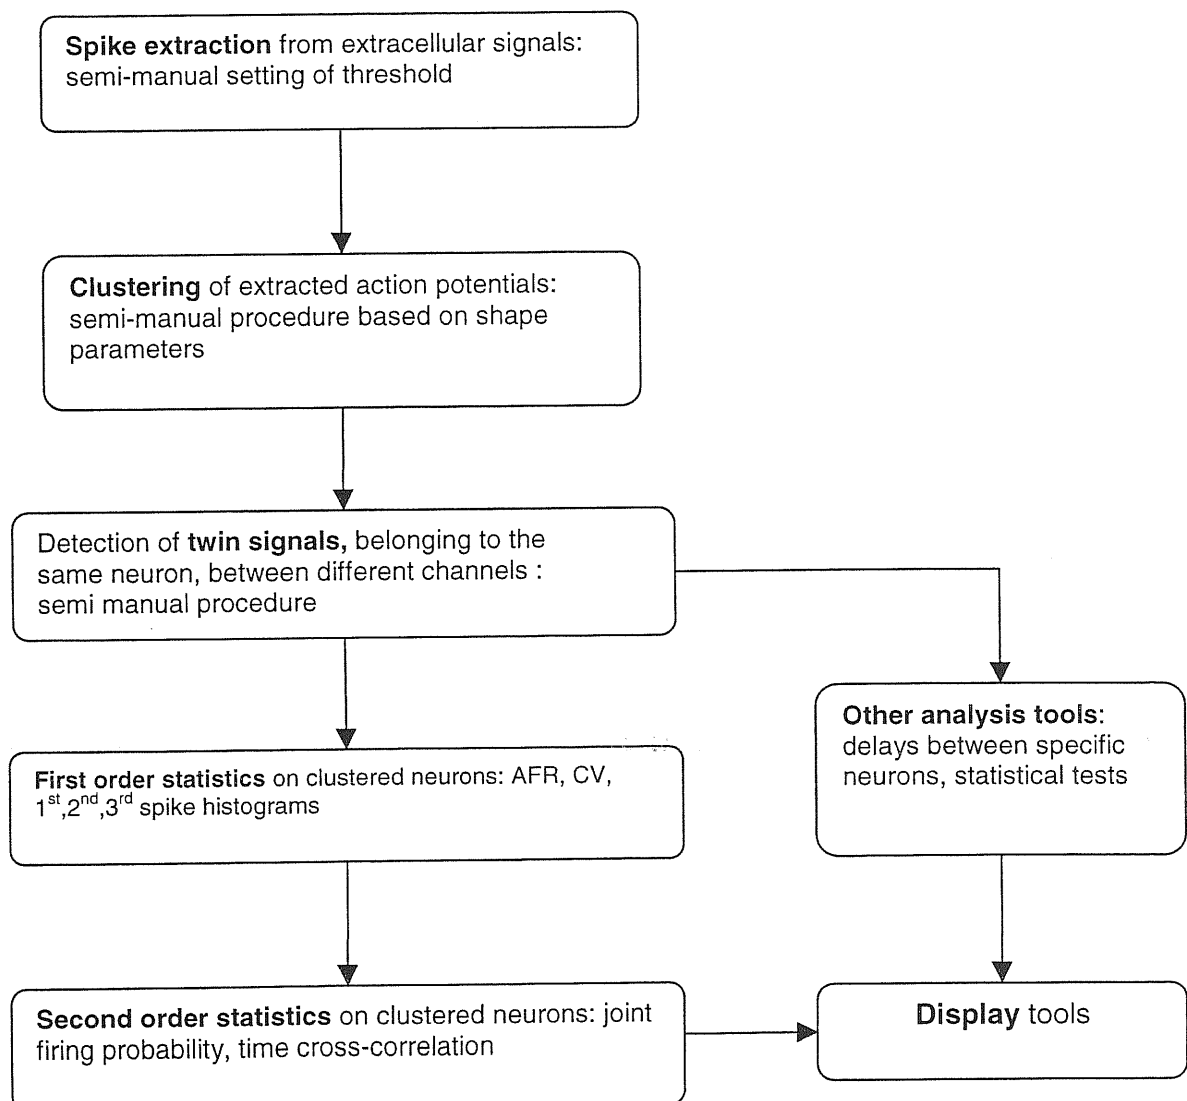 Spike extraction from extracellular signals:
semi-manual setting of threshold
Clustering of extracted action potentials:
semi-manual procedure based on shape
parameters
Detection of twin signals, belonging to the
same neuron, between different channels :
semi manual procedure
Other analysis tools:
delays between specific
neurons, statistical tests
First order statistics on clustered neurons: AFR, CV,
1st,2nd,3rd spike histograms
Second order statistics on clustered neurons: joint
firing probability, time cross-correlation
Display tools